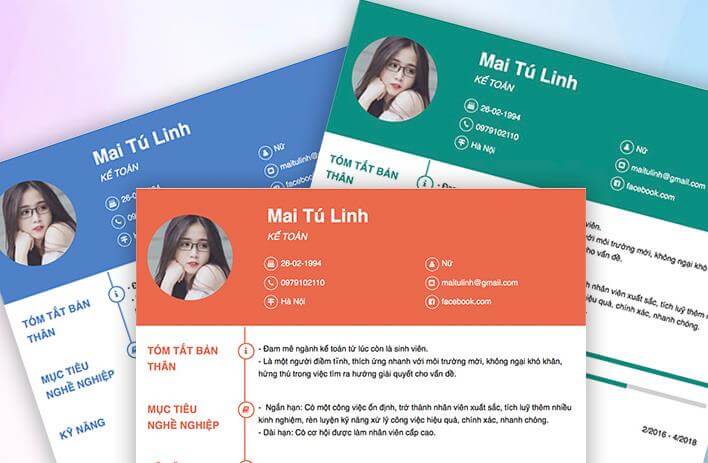 Mai Tú Linh
KẾ TOÁN
26-02-1994
0979102110
Hà Nội
Nữ
maitulinh@gmail.com
facebook.com
TÓM TẮT BẢN
THÂN
- Đam
Mai Tú Linh
KẾ TOÁN
26-02-1994
Nữ
maitu
facebook.com
TÓM TẮT BẢN
THÂN
MỤC TIÊU
NGHỀ NGHIỆP
KỸ NĂNG
Mai Tú Linh
KẾ TOÁN
26-02-1994
0979102110
Hà Nội
Nữ
maitulinh@gmail.com
facebook.com
TÓM TẮT BẢN
THÂN
- Đam mê ngành kế toán từ lúc còn là sinh viên.
- Là một người điềm tĩnh, thích ứng nhanh với môi trường mới, không ngại khó khăn,
hứng thú trong việc tìm ra hướng giải quyết cho vấn đề.
MỤC TIÊU
NGHỀ NGHIỆP
- Ngắn hạn: Có một công việc ổn định, trở thành nhân viên xuất sắc, tích luỹ thêm nhiều
kinh nghiệm, rèn luyện kỹ năng xử lý công việc hiệu quả, chính xác, nhanh chóng.
- Dài hạn: Có cơ hội được làm nhân viên cấp cao.
viên.
với môi trường mới, không ngại khó
cho vấn đề.
nhân viên xuất sắc, tích luỹ thêm
hiệu quả, chính xác, nhanh chóng.
2/2016 - 4/2018